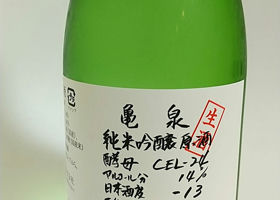 亀泉
生酒
純米吟醸原酒
酵母 CEL-24
アルコール分 14%
日本酒度 -13